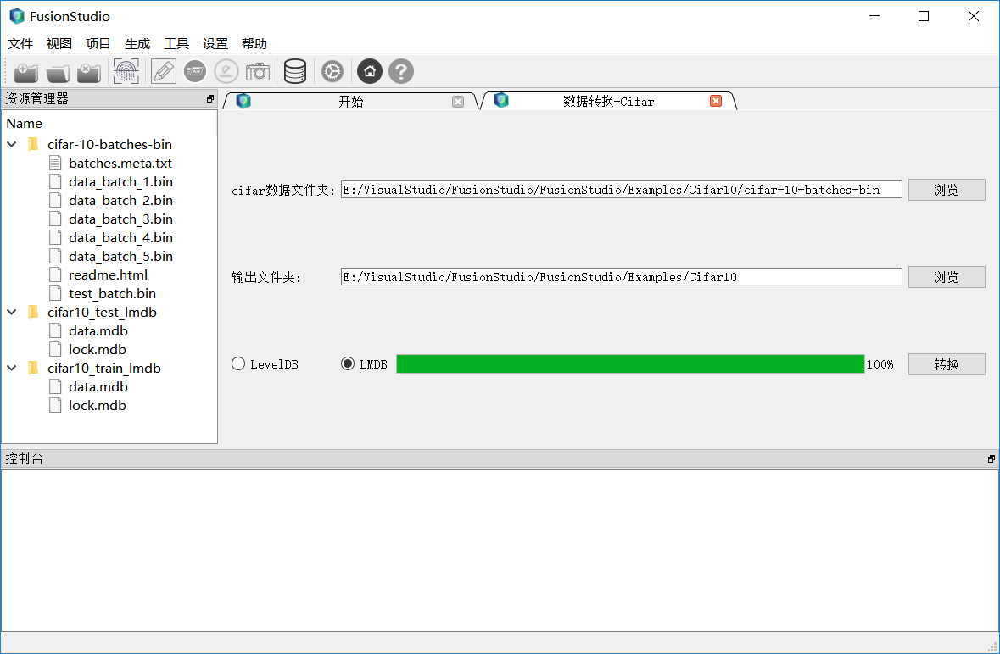 FusionStudio
文件 视图 项目 生成 工具 设置 帮助
资源管理器
开始
数据转换-Cifar
Name
cifar-10-batches-bin
batches.meta.txt
data_batch_1.bin
data_batch_2.bin
data_batch_3.bin
data_batch_4.bin
data_batch_5.bin
readme.html
test_batch.bin
cifar10_test_lmdb
data.mdb
lock.mdb
cifar10_train_lmdb
data.mdb
lock.mdb
cifar数据文件夹: E:/VisualStudio/FusionStudio/FusionStudio/Examples/Cifar10/cifar-10-batches-bin 浏览
输出文件夹: E:/VisualStudio/FusionStudio/FusionStudio/Examples/Cifar10 浏览
LevelDB LMDB 100% 转换
控制台